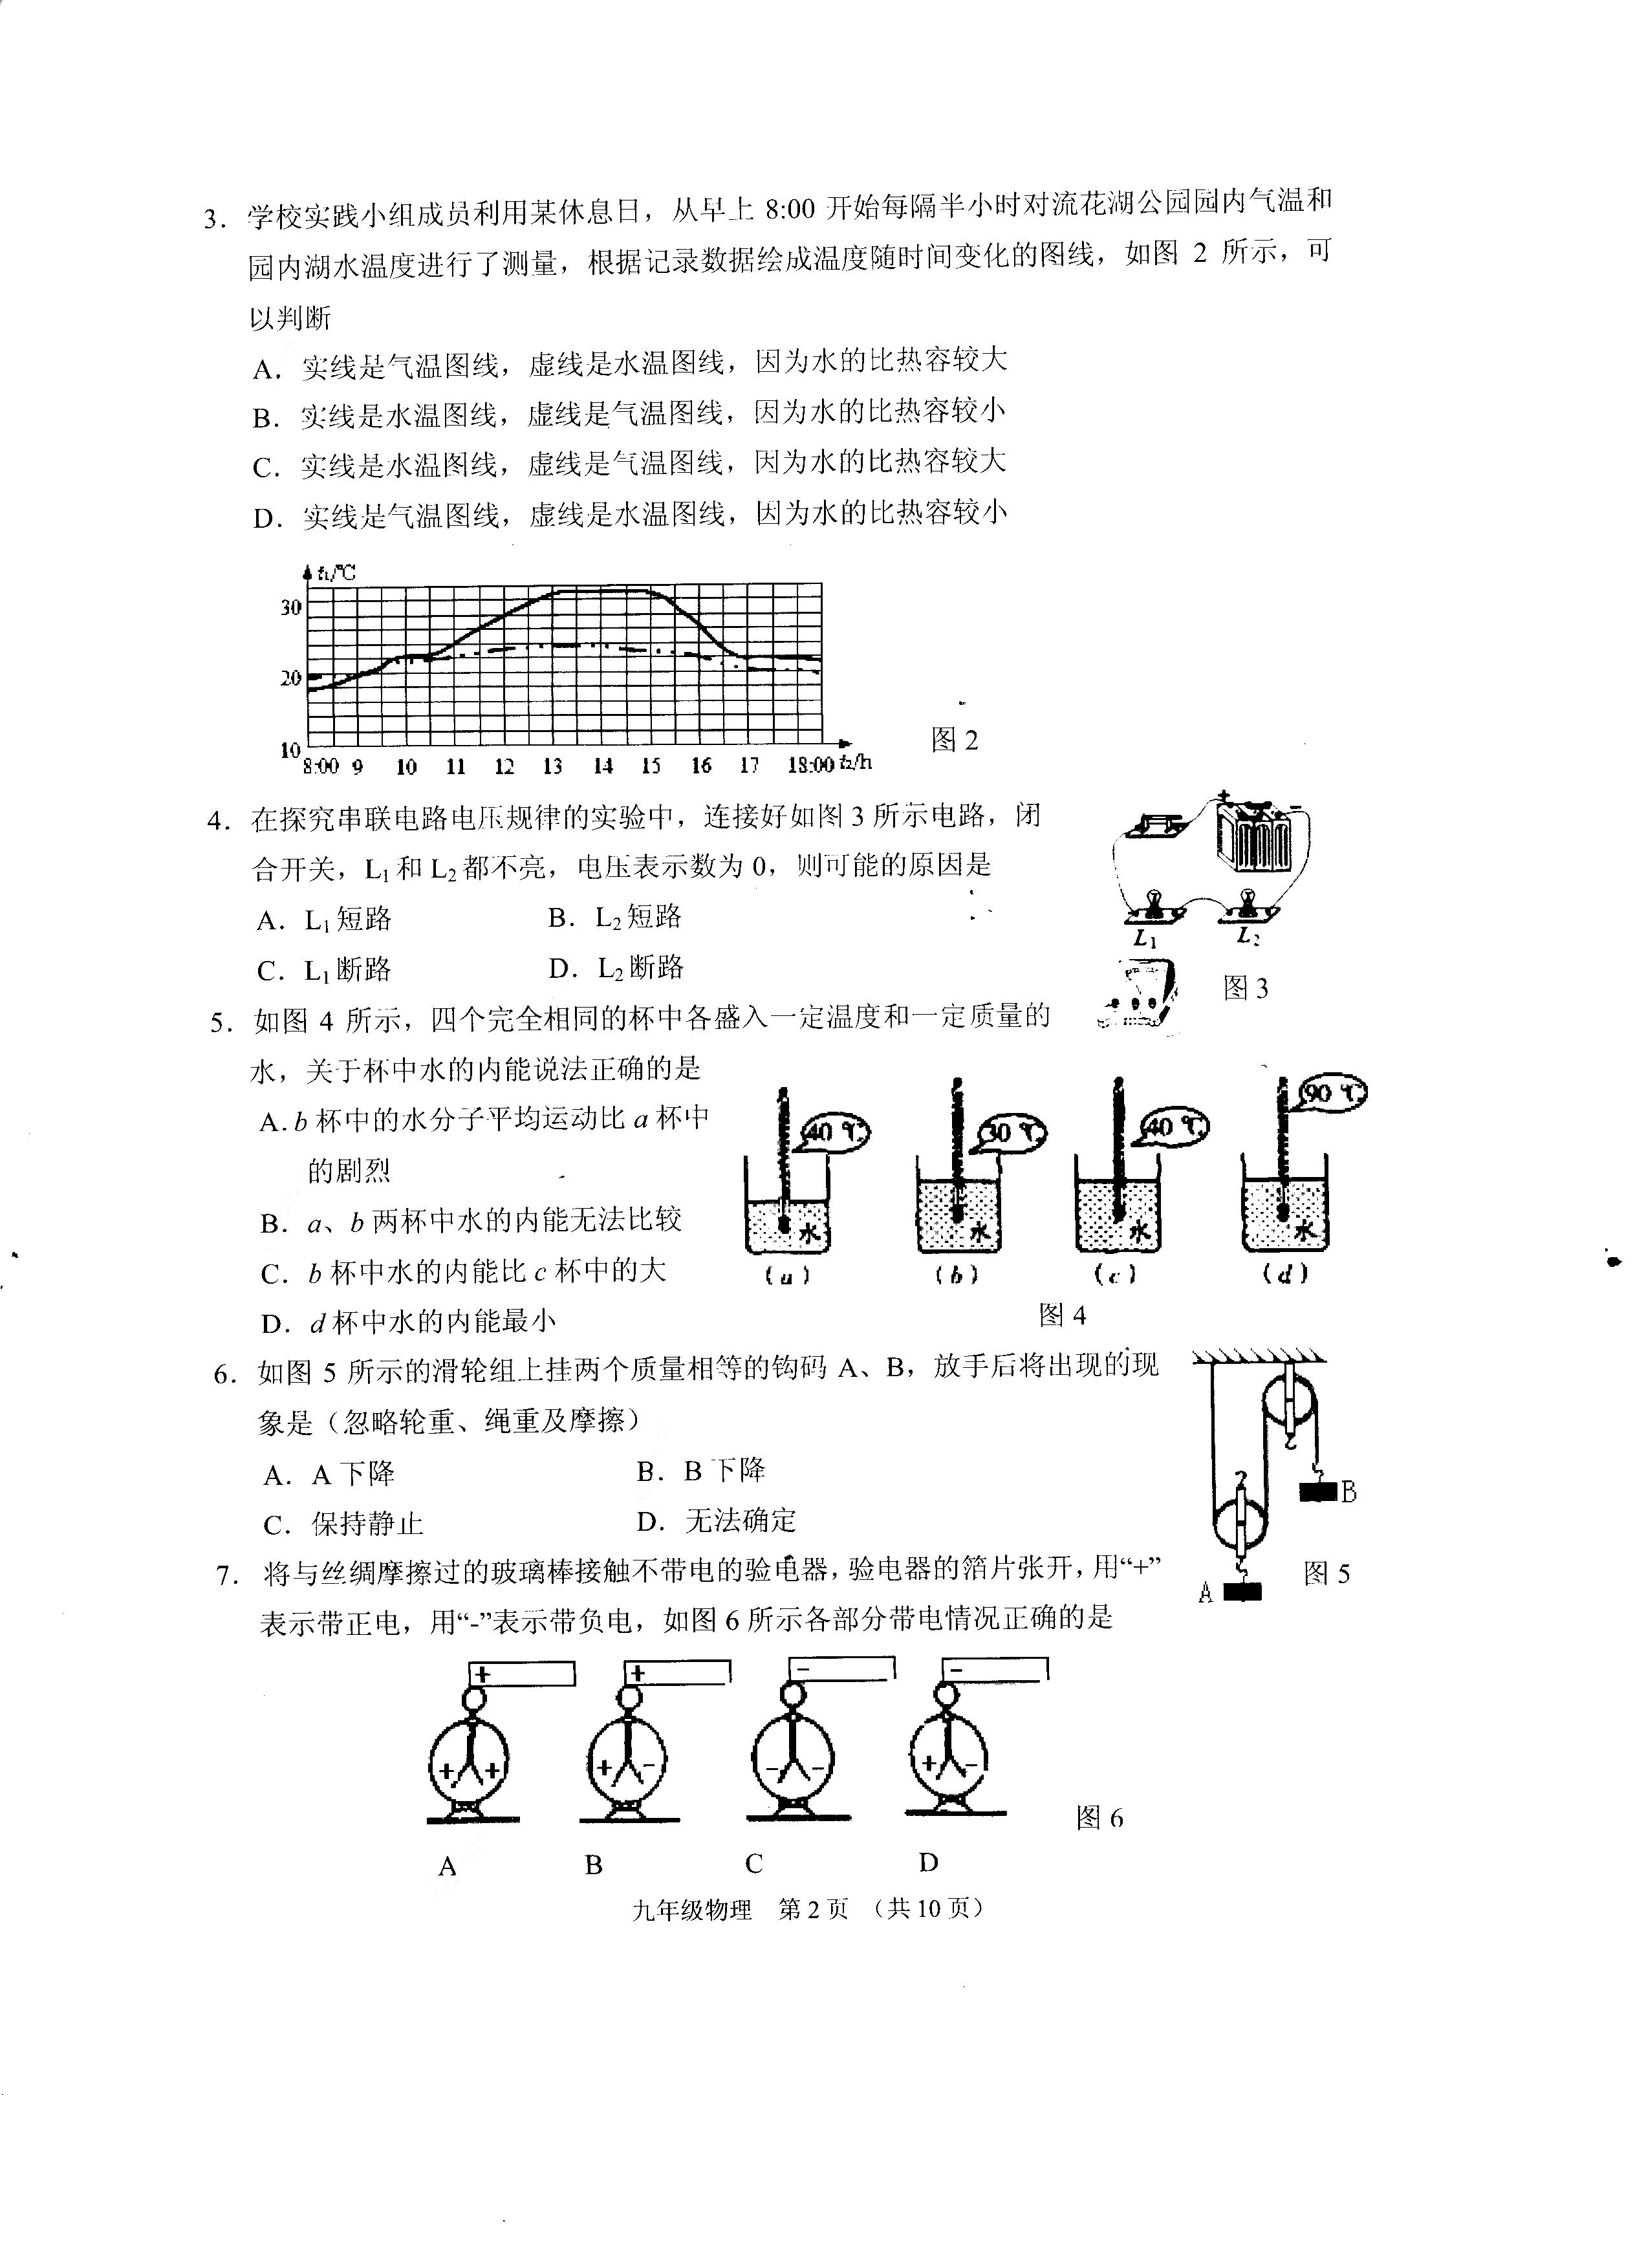 3. 学校实践小组成员利用某休息日，从早上 8:00 开始每隔半小时对流花湖公园园内气温和
园内湖水温度进行了测量，根据记录数据绘成温度随时间变化的图线，如图 2 所示，可
以判断
A. 实线是气温图线，虚线是水温图线，因为水的比热容较大
B. 实线是水温图线，虚线是气温图线，因为水的比热容较小
C. 实线是水温图线，虚线是气温图线，因为水的比热容较大
D. 实线是气温图线，虚线是水温图线，因为水的比热容较小
t₁/℃
30
20
10
8:00 9 10 11 12 13 14 15 16 17 18:00 t₂/h
图 2
4. 在探究串联电路电压规律的实验中，连接好如图 3 所示电路，闭
合开关，L₁和 L₂都不亮，电压表示数为 0，则可能的原因是
A. L₁短路 B. L₂短路
C. L₁断路 D. L₂断路
+ -
L₁ L₂
图 3
5. 如图 4 所示，四个完全相同的杯中各盛入一定温度和一定质量的
水，关于杯中水的内能说法正确的是
A. b 杯中的水分子平均运动比 a 杯中
的剧烈
B. a、b 两杯中水的内能无法比较
C. b 杯中水的内能比 c 杯中的大
D. d 杯中水的内能最小
40 ℃ 30 ℃ 40 ℃ 90 ℃
水 水 水 水
(a) (b) (c) (d)
图 4
6. 如图 5 所示的滑轮组上挂两个质量相等的钩码 A、B，放手后将出现的现
象是（忽略轮重、绳重及摩擦）
A. A 下降 B. B 下降
C. 保持静止 D. 无法确定
B
A
图 5
7. 将与丝绸摩擦过的玻璃棒接触不带电的验电器，验电器的箔片张开，用“+”
表示带正电，用“-”表示带负电，如图 6 所示各部分带电情况正确的是
+ + - -
+ + + - - - + -
图 6
A B C D
九年级物理 第 2 页 （共 10 页）